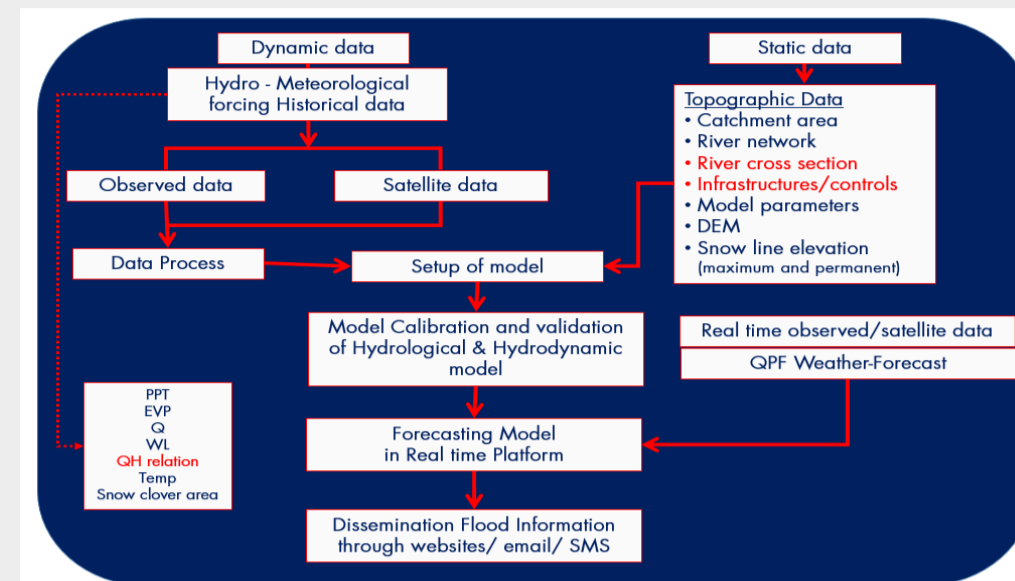 Dynamic data
Static data
Hydro - Meteorological
forcing Historical data
Topographic Data
• Catchment area
• River network
• River cross section
• Infrastructures/controls
• Model parameters
• DEM
• Snow line elevation
(maximum and permanent)
Observed data
Satellite data
Data Process
Setup of model
Model Calibration and validation
of Hydrological & Hydrodynamic
model
Real time observed/satellite data
QPF Weather-Forecast
PPT
EVP
Q
WL
QH relation
Temp
Snow clover area
Forecasting Model
in Real time Platform
Dissemination Flood Information
through websites/ email/ SMS